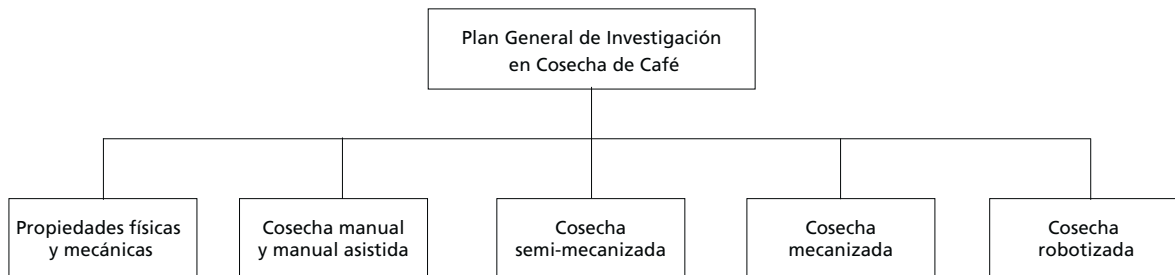 Plan General de Investigación
en Cosecha de Café
Propiedades físicas
y mecánicas
Cosecha manual
y manual asistida
Cosecha
semi-mecanizada
Cosecha
mecanizada
Cosecha
robotizada